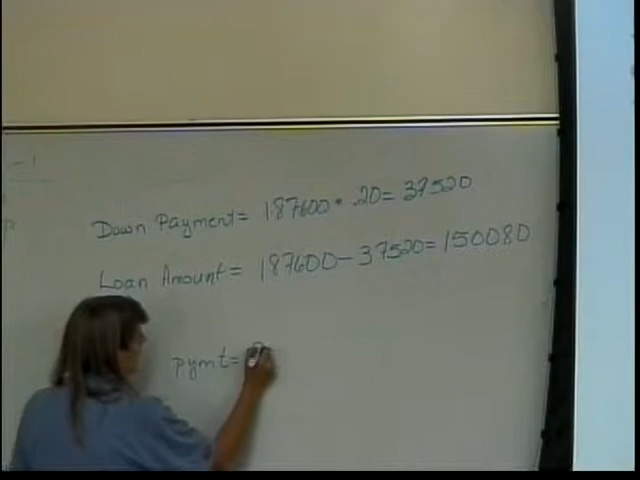 Down Payment = 187600 • .20 = 37520
Loan Amount = 187600 - 37520 = 150080
pymt =